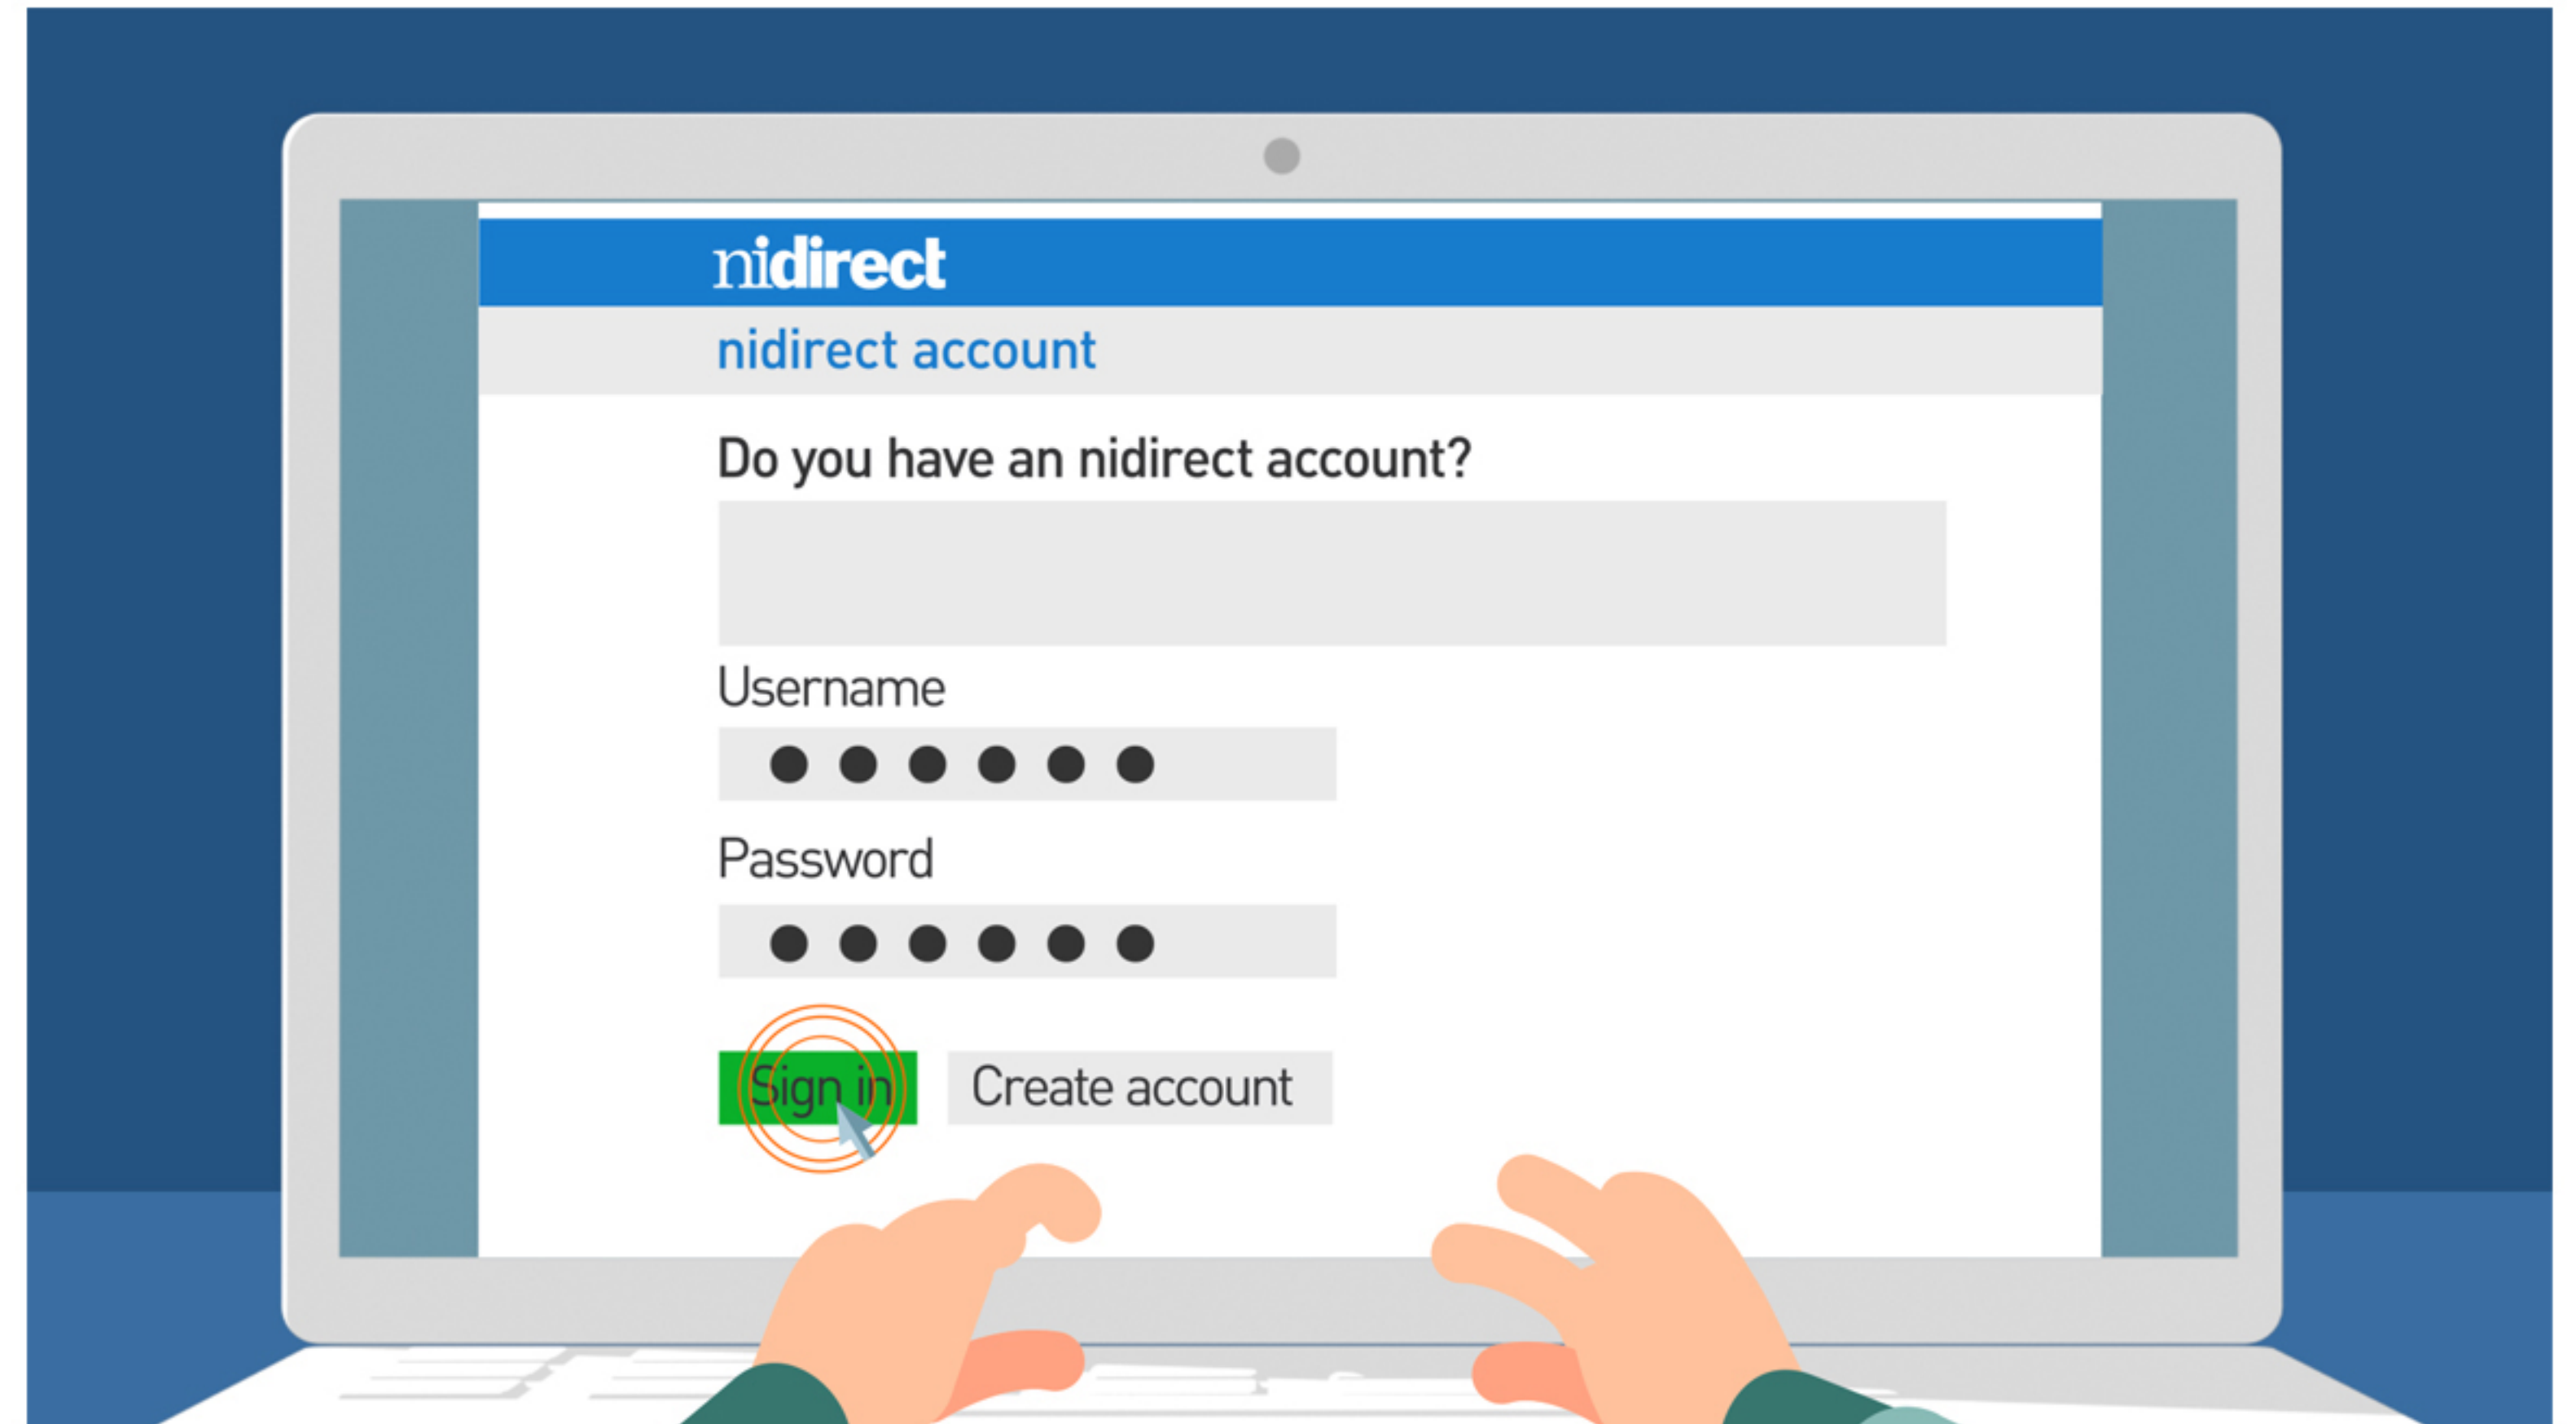 nidirect
nidirect account
Do you have an nidirect account?
Username
Password
Sign in
Create account